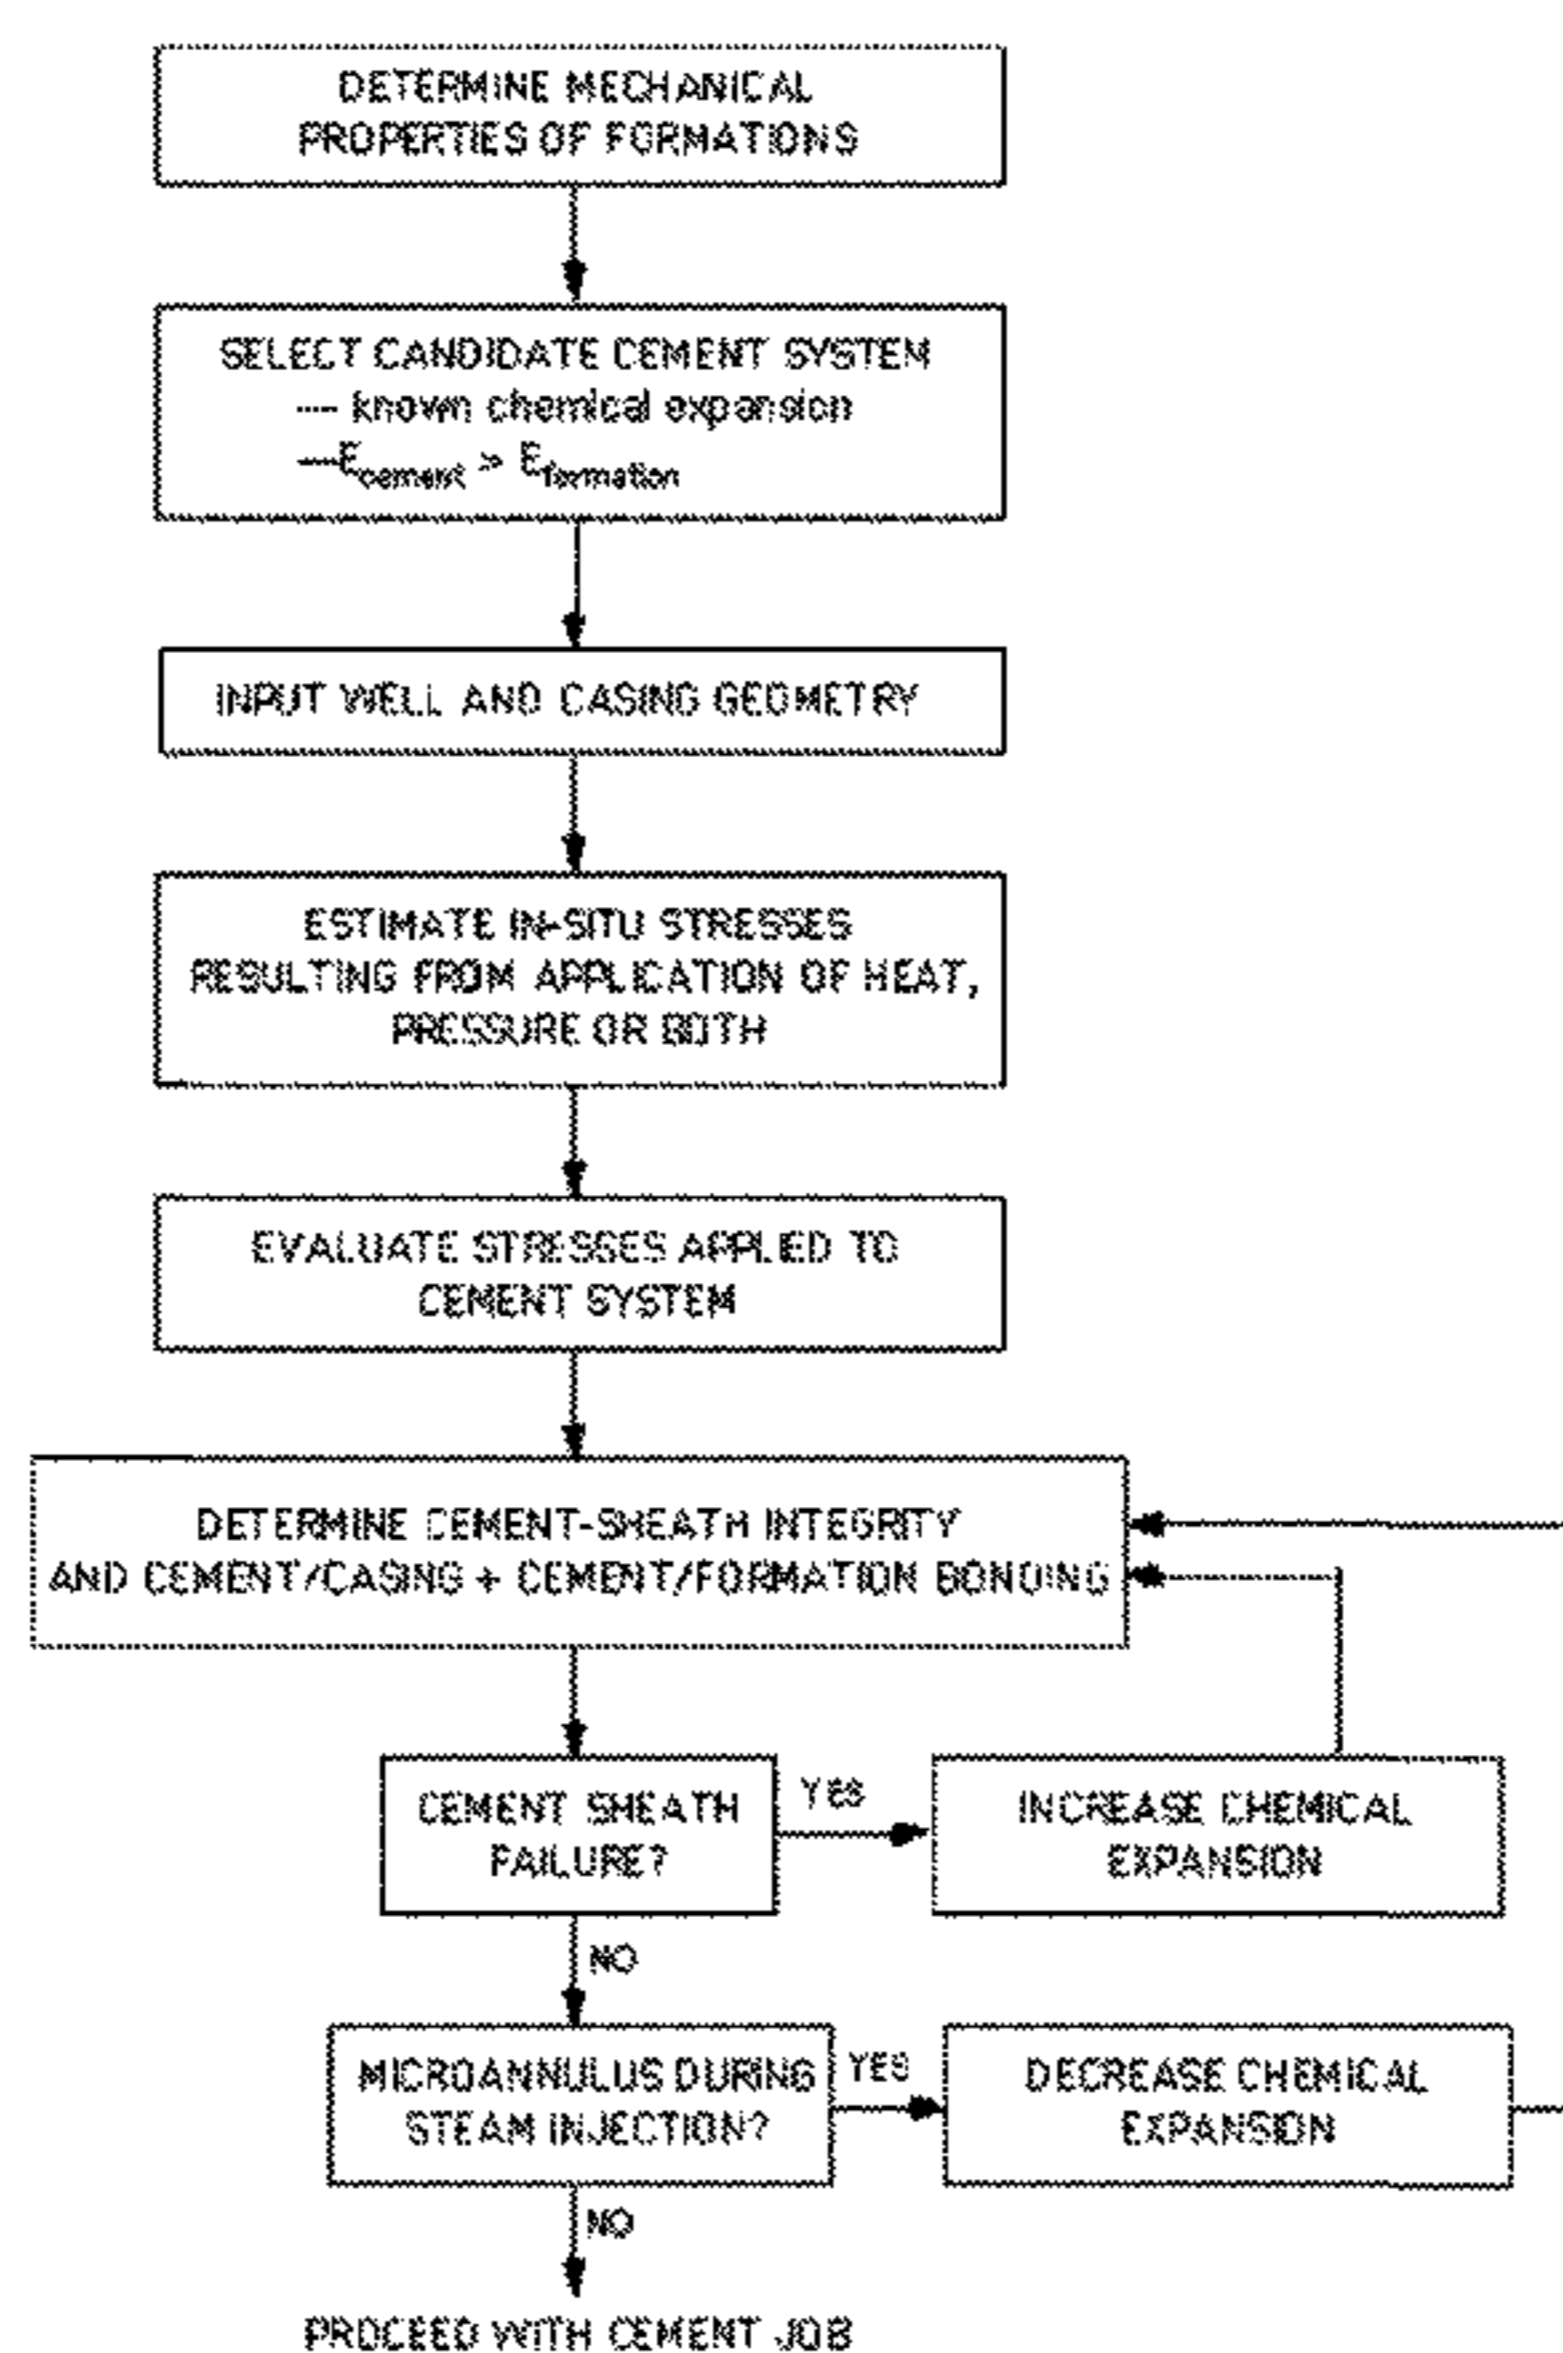 DETERMINE MECHANICAL
PROPERTIES OF FORMATIONS
SELECT CANDIDATE CEMENT SYSTEM
— known chemical expansion
— Ecement > Eformation
INPUT WELL AND CASING GEOMETRY
ESTIMATE IN-SITU STRESSES
RESULTING FROM APPLICATION OF HEAT,
PRESSURE OR BOTH
EVALUATE STRESSES APPLIED TO
CEMENT SYSTEM
DETERMINE CEMENT-SHEATH INTEGRITY
AND CEMENT/CASING + CEMENT/FORMATION BONDING
CEMENT SHEATH
FAILURE?
YES
INCREASE CHEMICAL
EXPANSION
NO
MICROANNULUS DURING
STEAM INJECTION?
YES
DECREASE CHEMICAL
EXPANSION
NO
PROCEED WITH CEMENT JOB